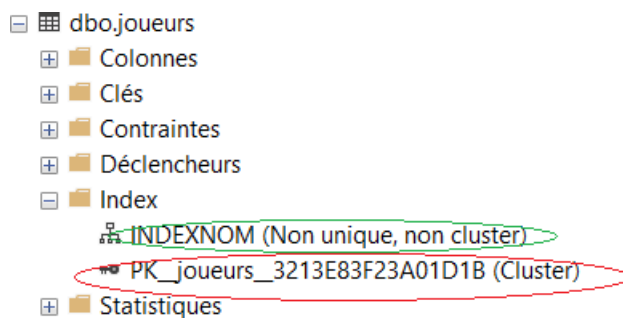 dbo.joueurs
Colonnes
Clés
Contraintes
Déclencheurs
Index
INDEXNOM (Non unique, non cluster)
PK__joueurs__3213E83F23A01D1B (Cluster)
Statistiques